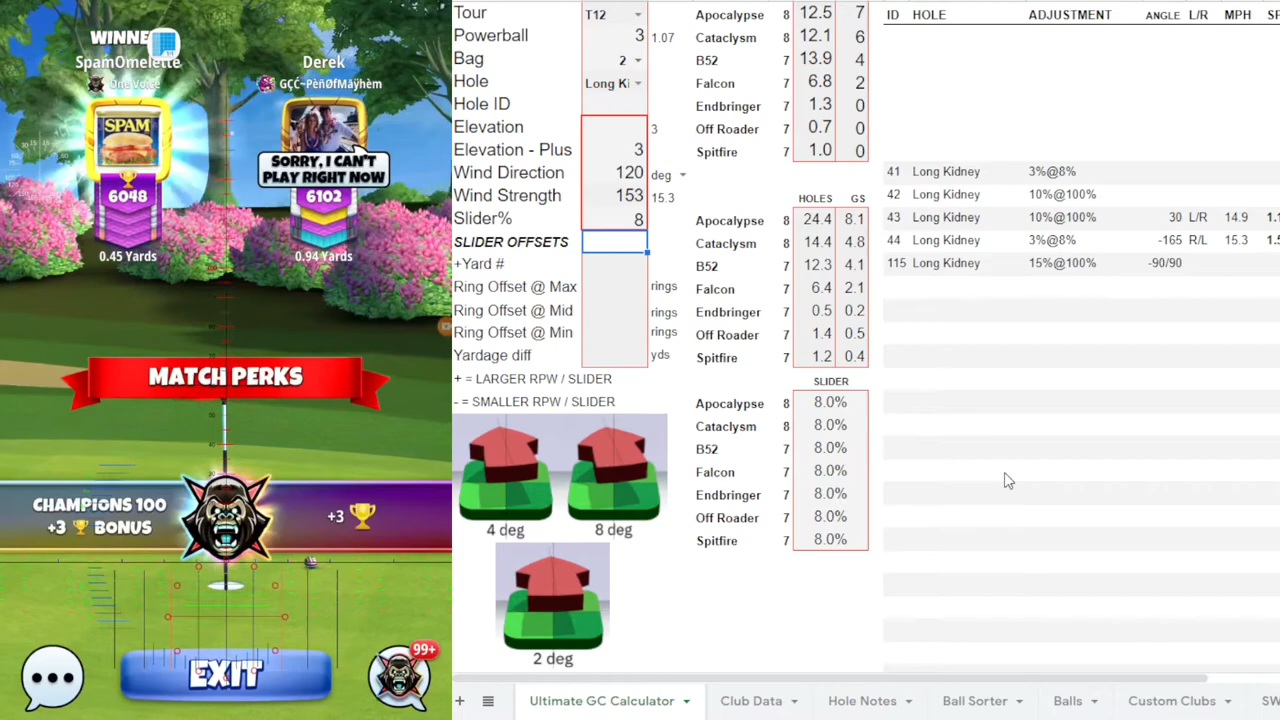 WINNE
SpamOmelette
One Voice
SPAM
6048
0.45 Yards
Derek
GÇĆ~PèñØfMäÿhèm
SORRY, I CAN'T
PLAY RIGHT NOW
6102
0.94 Yards
MATCH PERKS
CHAMPIONS 100
+3 BONUS
+3
EXIT
99+
Tour T12
Powerball 3 1.07
Bag 2
Hole Long Ki
Hole ID
Elevation 3
Elevation - Plus 3
Wind Direction 120 deg
Wind Strength 153 15.3
Slider% 8
SLIDER OFFSETS
+Yard #
Ring Offset @ Max rings
Ring Offset @ Mid rings
Ring Offset @ Min rings
Yardage diff yds
+ = LARGER RPW / SLIDER
- = SMALLER RPW / SLIDER
4 deg
8 deg
2 deg
Apocalypse 8 12.5 7
Cataclysm 8 12.1 6
B52 7 13.9 4
Falcon 7 6.8 2
Endbringer 7 1.3 0
Off Roader 7 0.7 0
Spitfire 7 1.0 0
HOLES GS
Apocalypse 8 24.4 8.1
Cataclysm 8 14.4 4.8
B52 7 12.3 4.1
Falcon 7 6.4 2.1
Endbringer 7 0.5 0.2
Off Roader 7 1.4 0.5
Spitfire 7 1.2 0.4
SLIDER
Apocalypse 8 8.0%
Cataclysm 8 8.0%
B52 7 8.0%
Falcon 7 8.0%
Endbringer 7 8.0%
Off Roader 7 8.0%
Spitfire 7 8.0%
ID HOLE ADJUSTMENT ANGLE L/R MPH
41 Long Kidney 3%@8%
42 Long Kidney 10%@100%
43 Long Kidney 10%@100% 30 L/R 14.9
44 Long Kidney 3%@8% -165 R/L 15.3
115 Long Kidney 15%@100% -90/90
+ Ultimate GC Calculator Club Data Hole Notes Ball Sorter Balls Custom Clubs SW